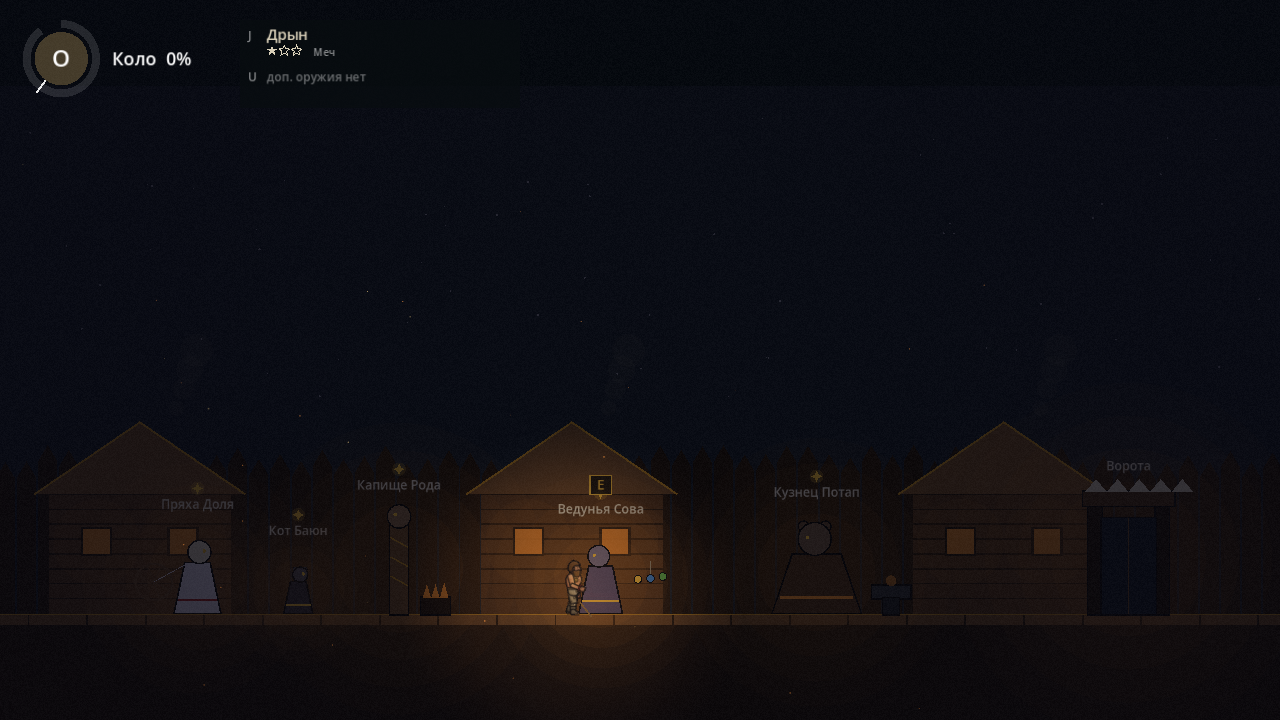 О
Коло 0%
J Дрын
Меч
U доп. оружия нет
Ворота
E
Капище Рода
Кузнец Потап
Пряха Доля
Ведунья Сова
Кот Баюн